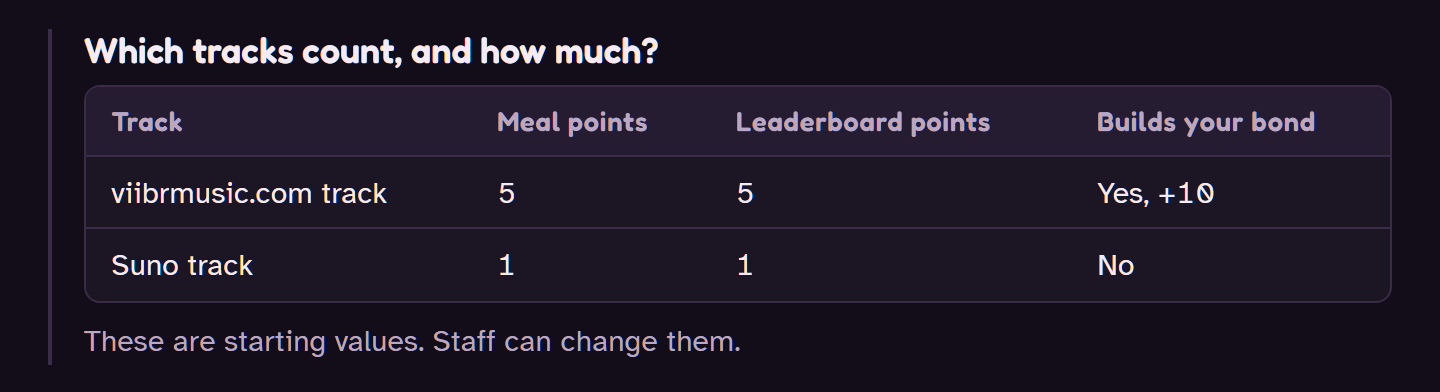 Which tracks count, and how much?
Track Meal points Leaderboard points Builds your bond
viibrmusic.com track 5 5 Yes, +10
Suno track 1 1 No
These are starting values. Staff can change them.